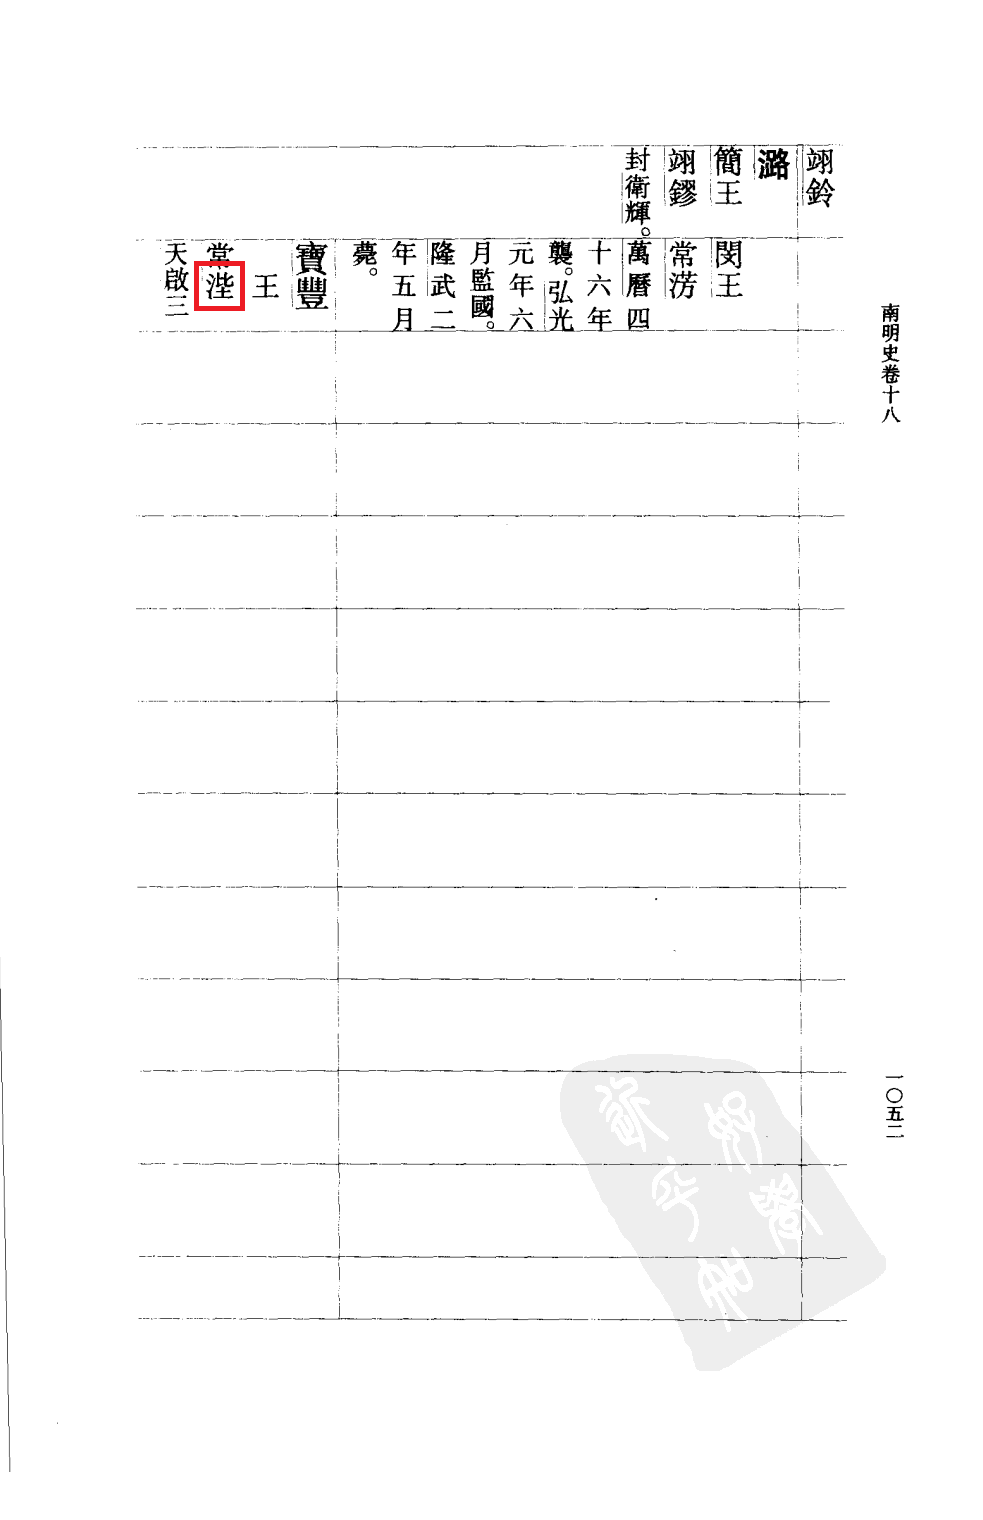 南明史卷十八
一〇五二
翊鈴
潞
簡王
翊鏐
封衛輝。
閔王
常淓
萬曆四
十六年
襲。弘光
元年六
月監國。
隆武二
年五月
薨。
寶豐
王
常
天啟三